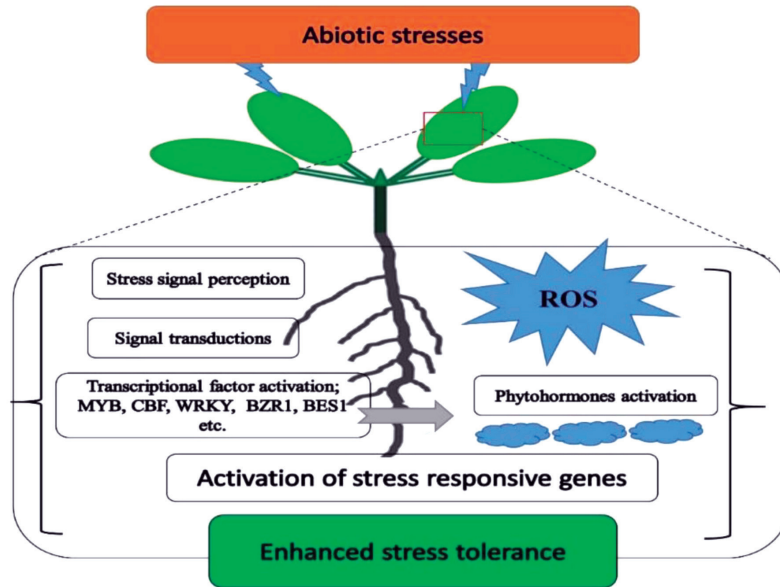 Abiotic stresses
Stress signal perception
ROS
Signal transductions
Transcriptional factor activation;
MYB, CBF, WRKY, BZR1, BES1
etc.
Phytohormones activation
Activation of stress responsive genes
Enhanced stress tolerance